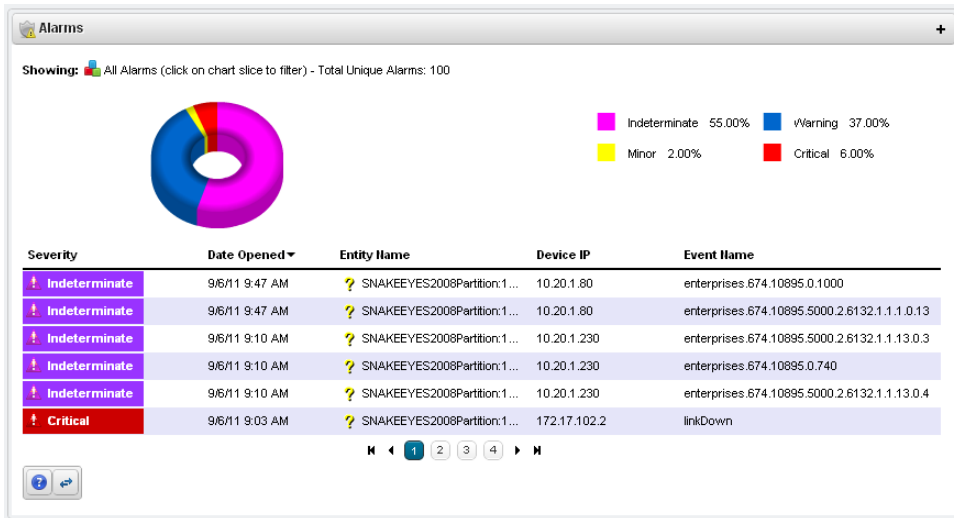 Alarms +
Showing: All Alarms (click on chart slice to filter) - Total Unique Alarms: 100
Indeterminate 55.00% Warning 37.00%
Minor 2.00% Critical 6.00%
Severity Date Opened Entity Name Device IP Event Name
Indeterminate 9/6/11 9:47 AM ? SNAKEEYES2008Partition:1... 10.20.1.80 enterprises.674.10895.0.1000
Indeterminate 9/6/11 9:47 AM ? SNAKEEYES2008Partition:1... 10.20.1.80 enterprises.674.10895.5000.2.6132.1.1.1.0.13
Indeterminate 9/6/11 9:10 AM ? SNAKEEYES2008Partition:1... 10.20.1.230 enterprises.674.10895.5000.2.6132.1.1.13.0.3
Indeterminate 9/6/11 9:10 AM ? SNAKEEYES2008Partition:1... 10.20.1.230 enterprises.674.10895.0.740
Indeterminate 9/6/11 9:10 AM ? SNAKEEYES2008Partition:1... 10.20.1.230 enterprises.674.10895.5000.2.6132.1.1.13.0.4
Critical 9/6/11 9:03 AM ? SNAKEEYES2008Partition:1... 172.17.102.2 linkDown
1 2 3 4
?